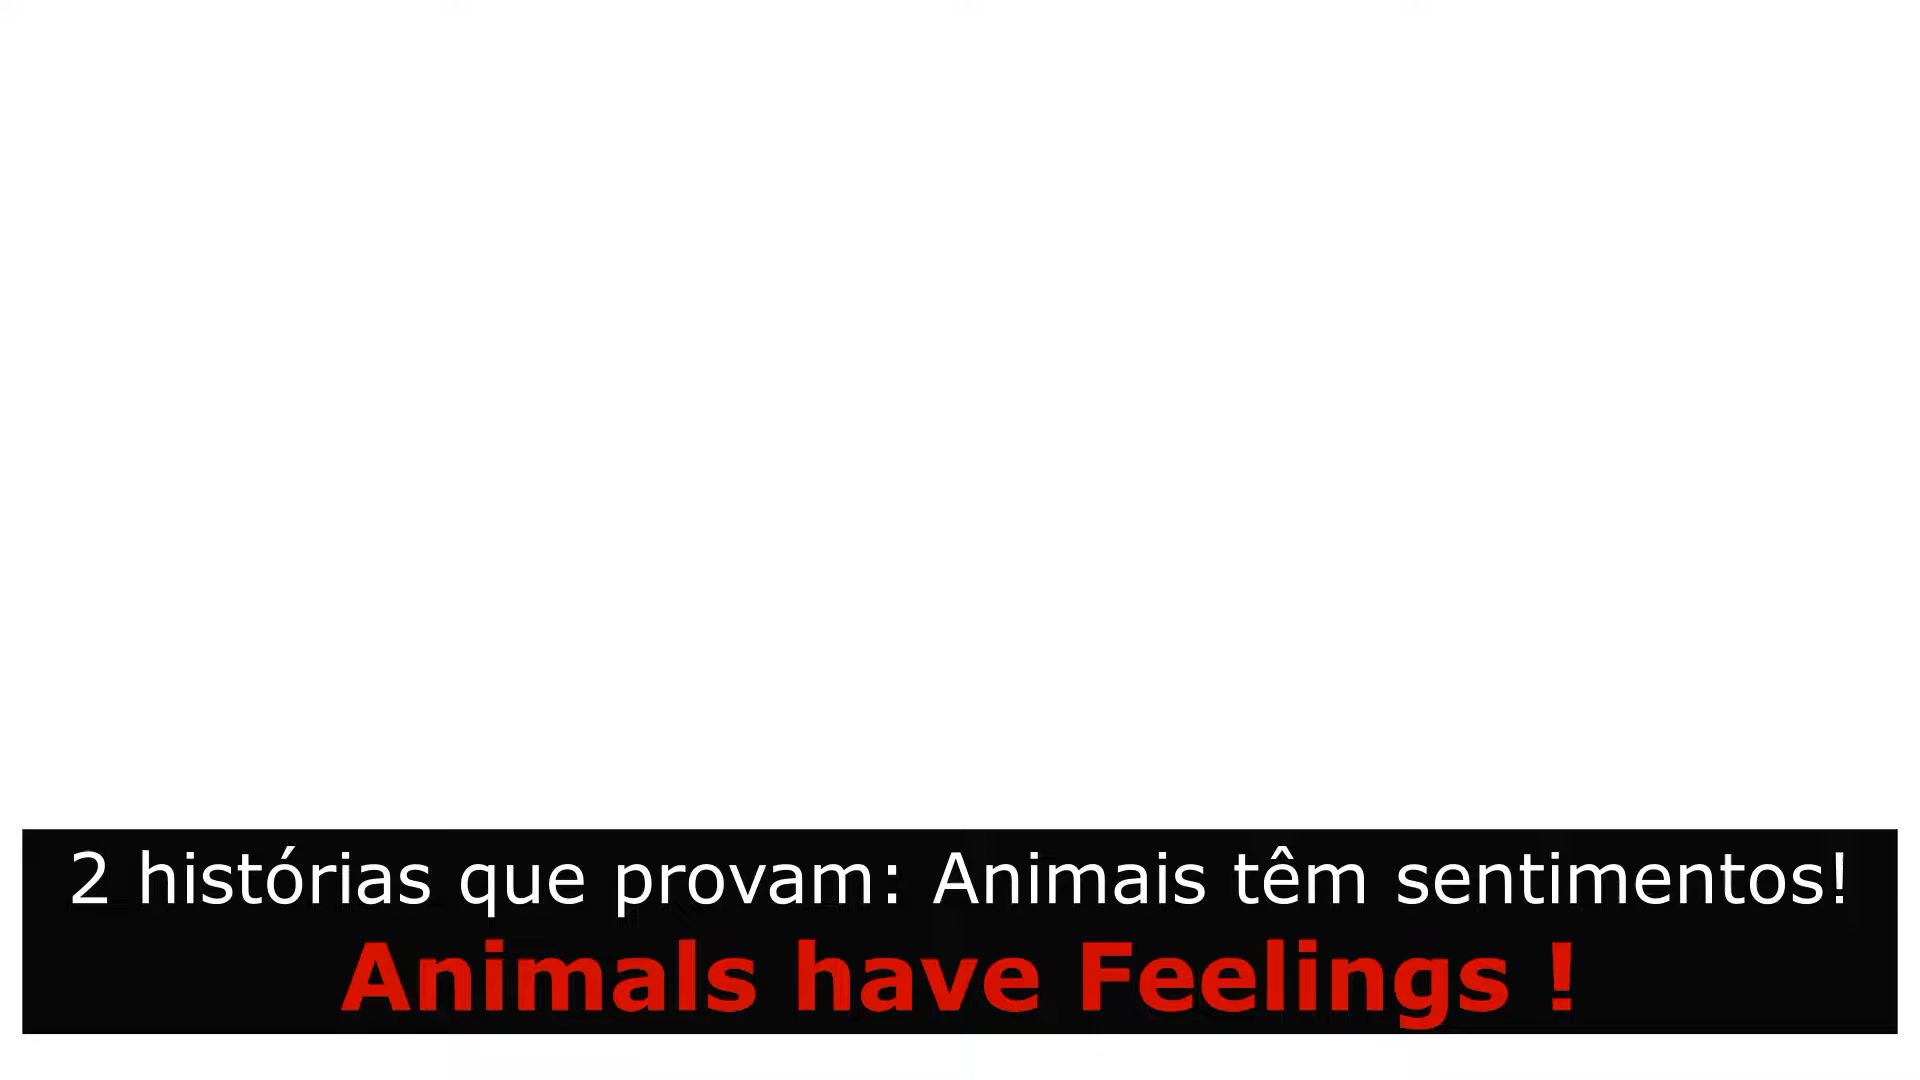 2 histórias que provam: Animais têm sentimentos!
Animals have Feelings !